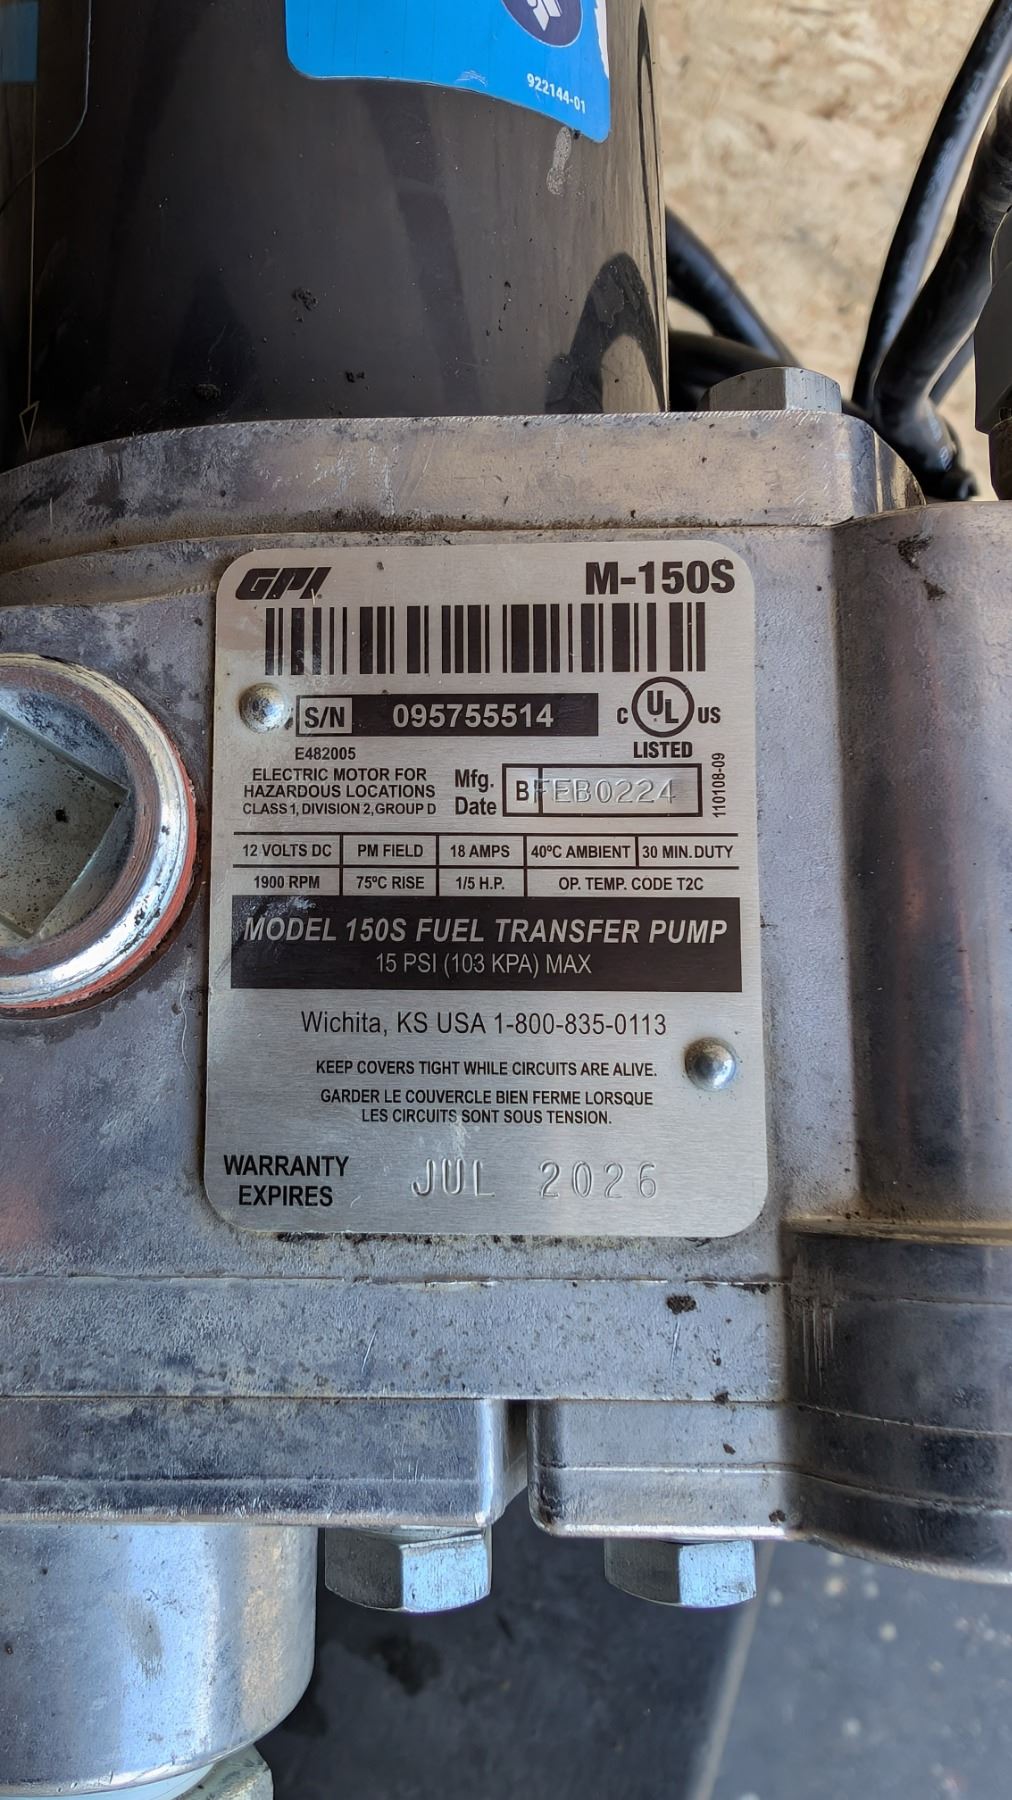 922144-01
GPI M-150S
S/N 095755514
C UL US
LISTED
E482005
ELECTRIC MOTOR FOR
HAZARDOUS LOCATIONS
CLASS 1, DIVISION 2, GROUP D
Mfg.
Date
B FEB0224
110108-09
12 VOLTS DC PM FIELD 18 AMPS 40ºC AMBIENT 30 MIN. DUTY
1900 RPM 75ºC RISE 1/5 H.P. OP. TEMP. CODE T2C
MODEL 150S FUEL TRANSFER PUMP
15 PSI (103 KPA) MAX
Wichita, KS USA 1-800-835-0113
KEEP COVERS TIGHT WHILE CIRCUITS ARE ALIVE.
GARDER LE COUVERCLE BIEN FERME LORSQUE
LES CIRCUITS SONT SOUS TENSION.
WARRANTY
EXPIRES
JUL 2026